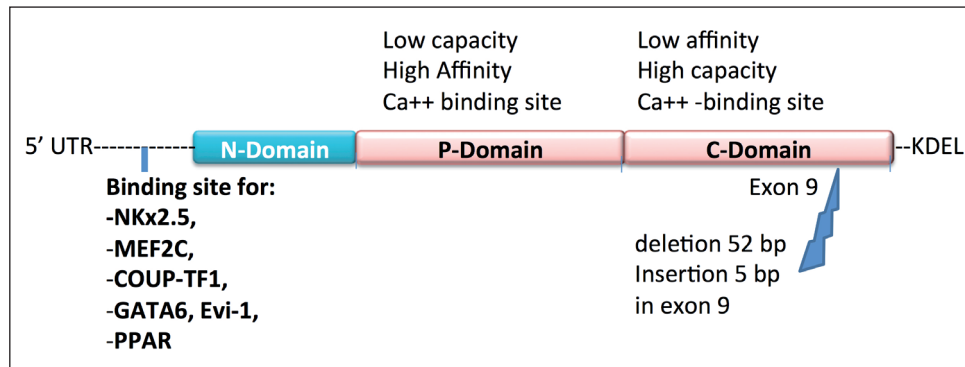 Low capacity
High Affinity
Ca++ binding site
Low affinity
High capacity
Ca++ -binding site
5’ UTR----------- N-Domain P-Domain C-Domain --KDEL
Binding site for:
-NKx2.5,
-MEF2C,
-COUP-TF1,
-GATA6, Evi-1,
-PPAR
Exon 9
deletion 52 bp
Insertion 5 bp
in exon 9